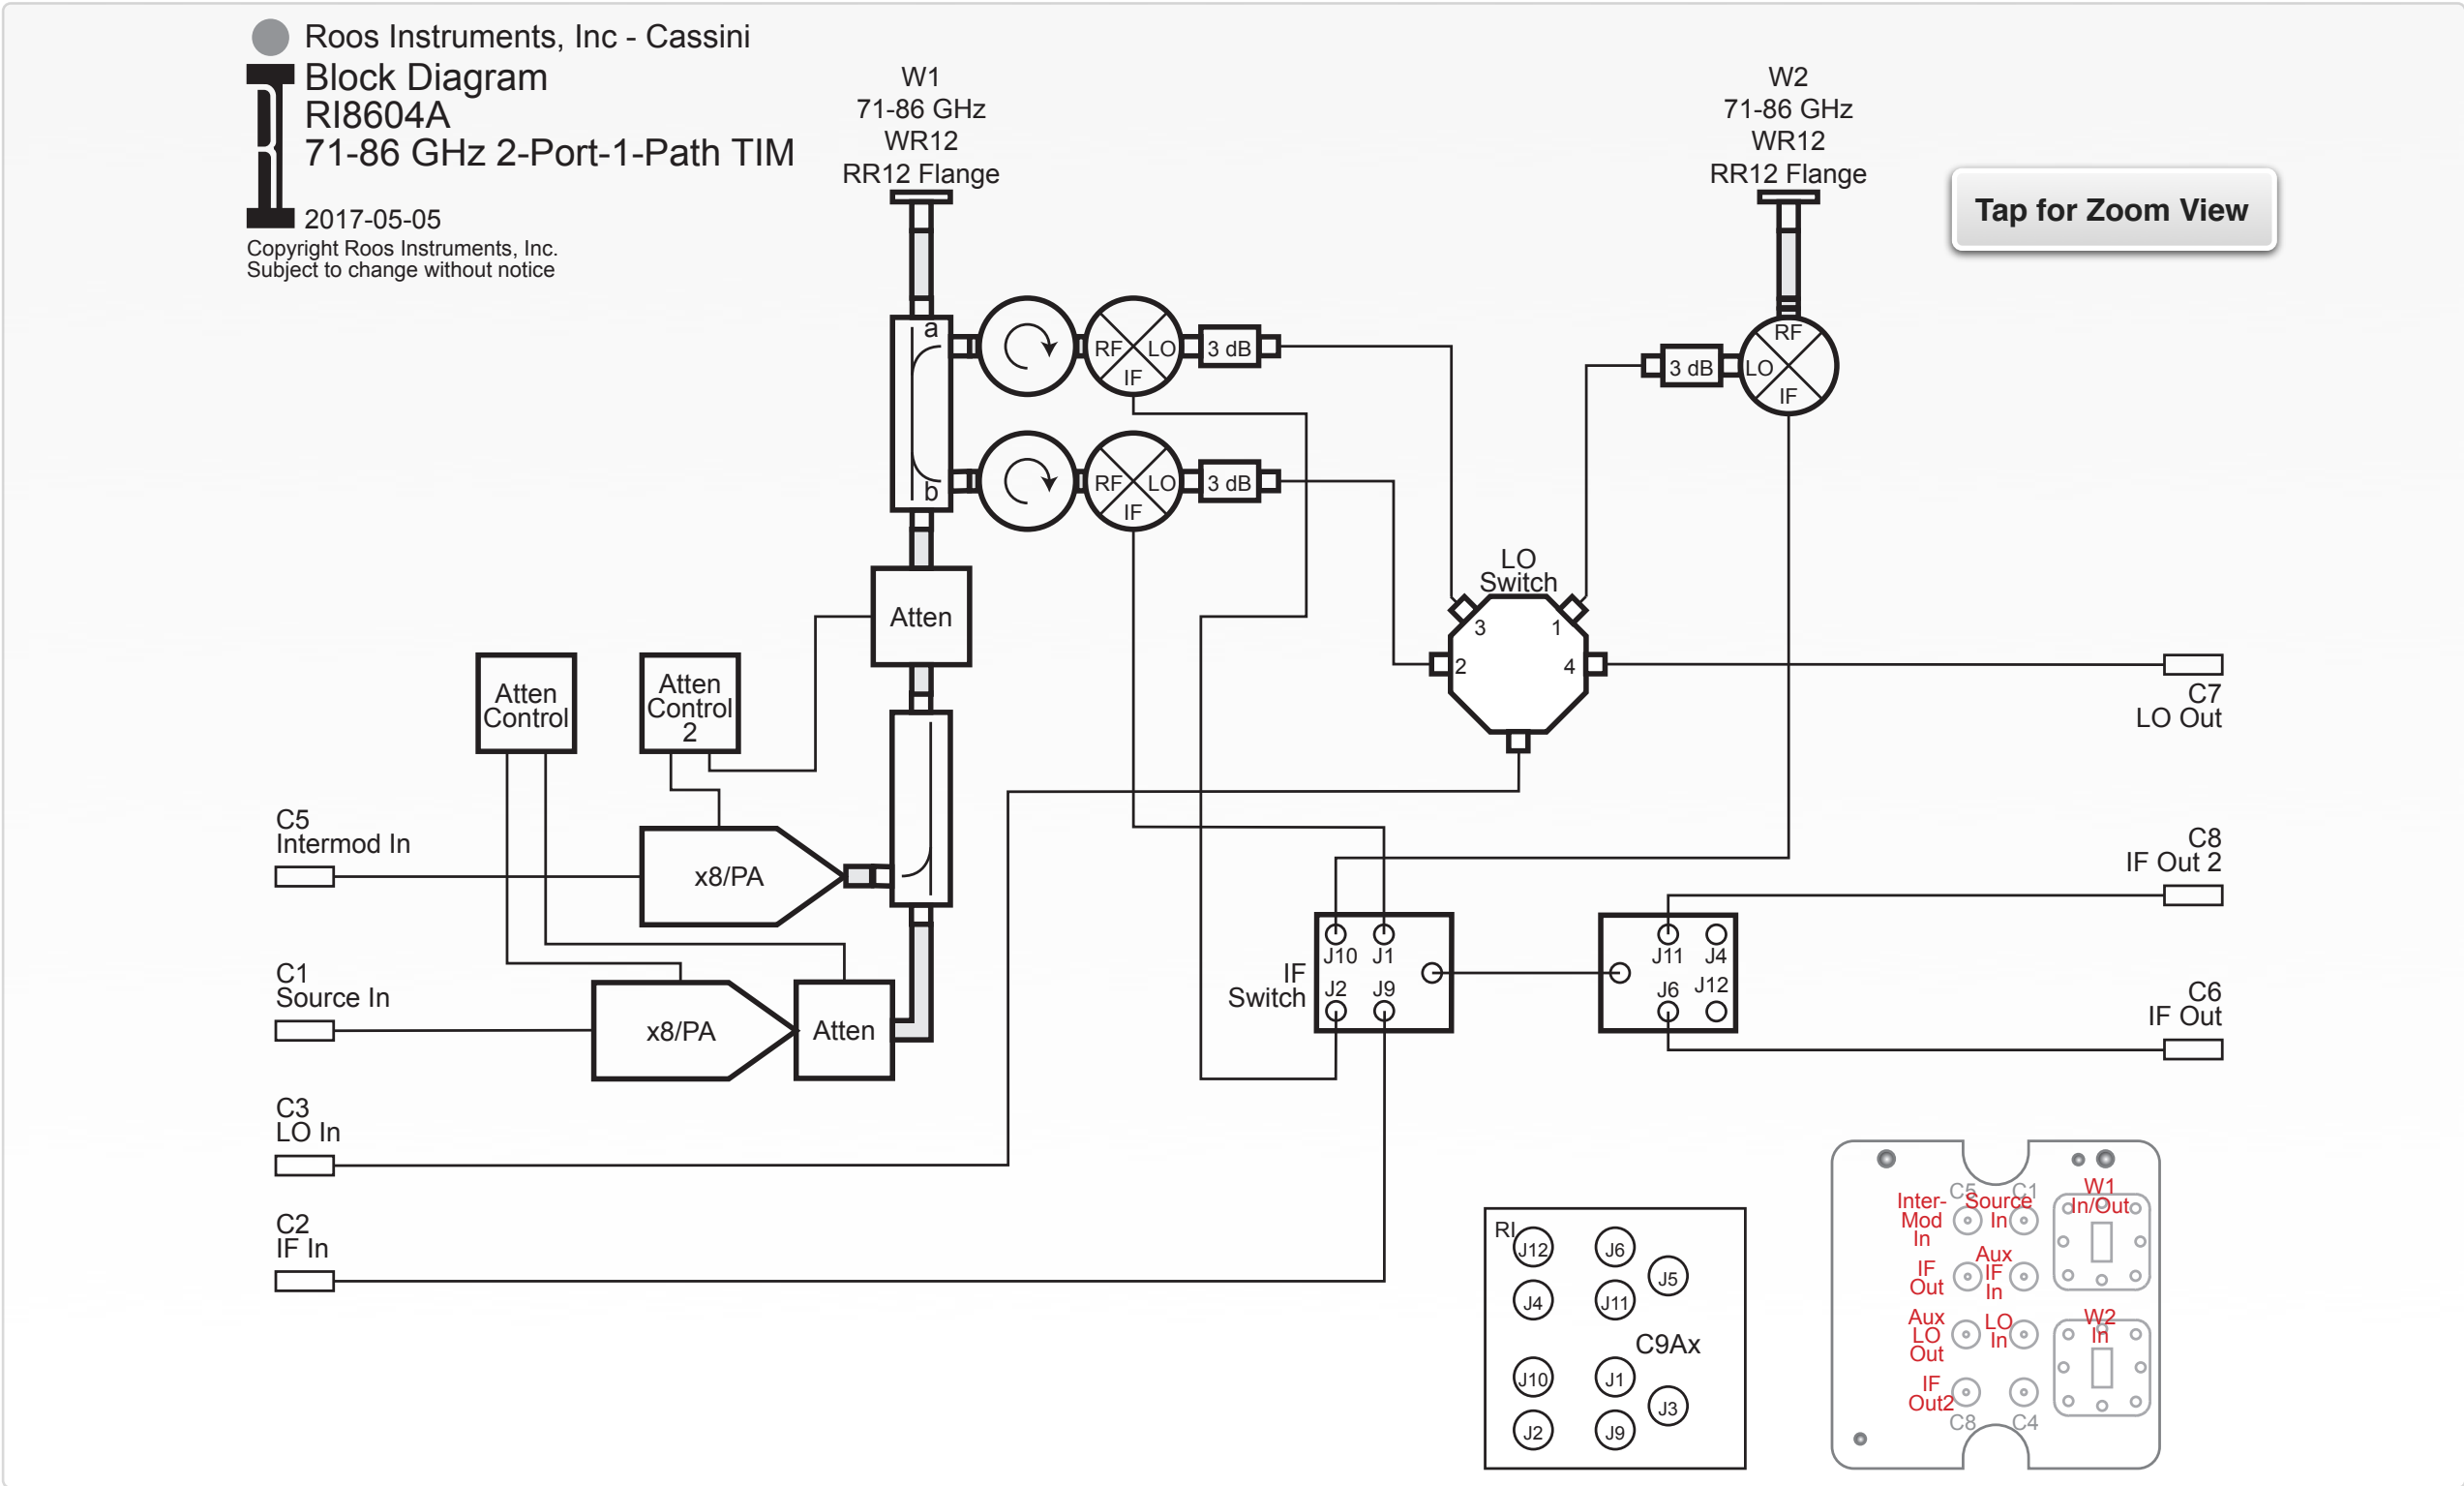 Roos Instruments, Inc - Cassini
Block Diagram
RI8604A
71-86 GHz 2-Port-1-Path TIM
2017-05-05
Copyright Roos Instruments, Inc.
Subject to change without notice
W1
71-86 GHz
WR12
RR12 Flange
W2
71-86 GHz
WR12
RR12 Flange
Tap for Zoom View
a
RF
LO
IF
3 dB
b
RF
LO
IF
3 dB
3 dB
RF
LO
IF
LO
Switch
3
1
2
4
Atten
Atten
Control
Atten
Control
2
C7
LO Out
C5
Intermod In
x8/PA
C8
IF Out 2
C1
Source In
x8/PA
Atten
IF
Switch
J10
J1
J2
J9
J11
J4
J6
J12
C6
IF Out
C3
LO In
C2
IF In
RI
J12
J6
J5
J4
J11
C9Ax
J10
J1
J3
J2
J9
C5
C1
Inter-
Mod
In
Source
In
W1
In/Out
IF
Out
Aux
IF
In
Aux
LO
Out
LO
In
W2
In
IF
Out2
C8
C4